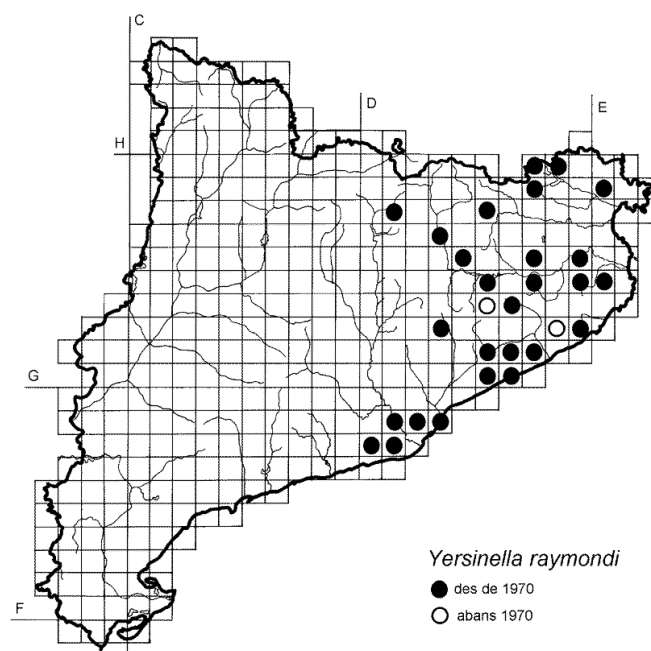 C
D
E
H
G
F
Yersinella raymondi
des de 1970
abans 1970